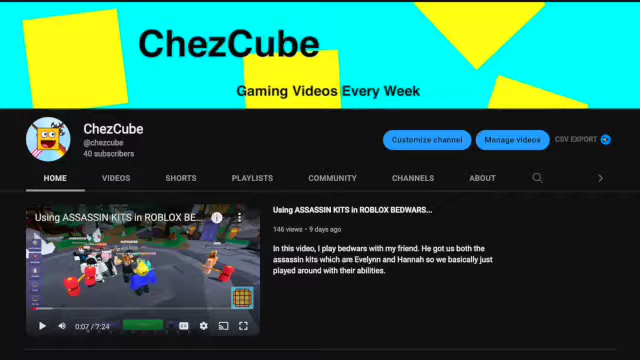 ChezCube
Gaming Videos Every Week
ChezCube
@chezcube
40 subscribers
Customize channel
Manage videos
CSV EXPORT
HOME
VIDEOS
SHORTS
PLAYLISTS
COMMUNITY
CHANNELS
ABOUT
Using ASSASSIN KITS in ROBLOX BE...
0:07 / 7:24
Using ASSASSIN KITS in ROBLOX BEDWARS...
146 views • 9 days ago
In this video, I play bedwars with my friend. He got us both the
assassin kits which are Evelynn and Hannah so we basically just
played around with their abilities.